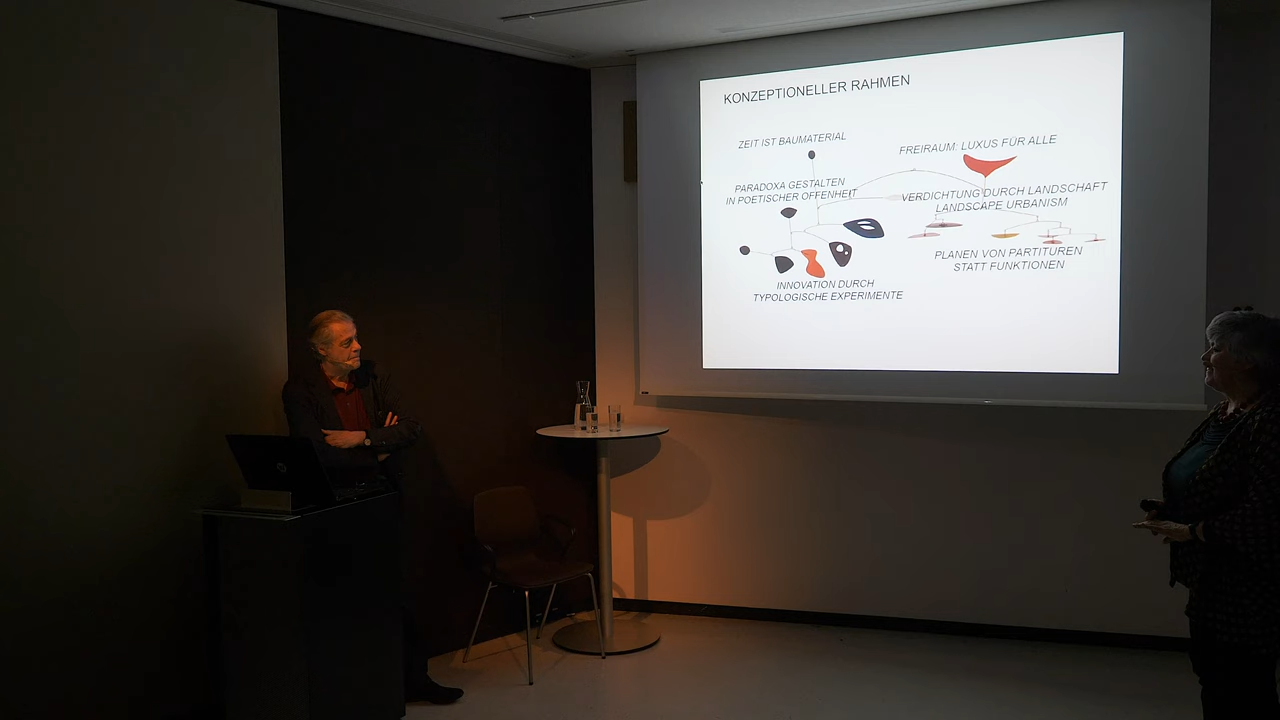 KONZEPTIONELLER RAHMEN
ZEIT IST BAUMATERIAL
FREIRAUM: LUXUS FÜR ALLE
PARADOXA GESTALTEN
IN POETISCHER OFFENHEIT
VERDICHTUNG DURCH LANDSCHAFT
LANDSCAPE URBANISM
PLANEN VON PARTITUREN
STATT FUNKTIONEN
INNOVATION DURCH
TYPOLOGISCHE EXPERIMENTE